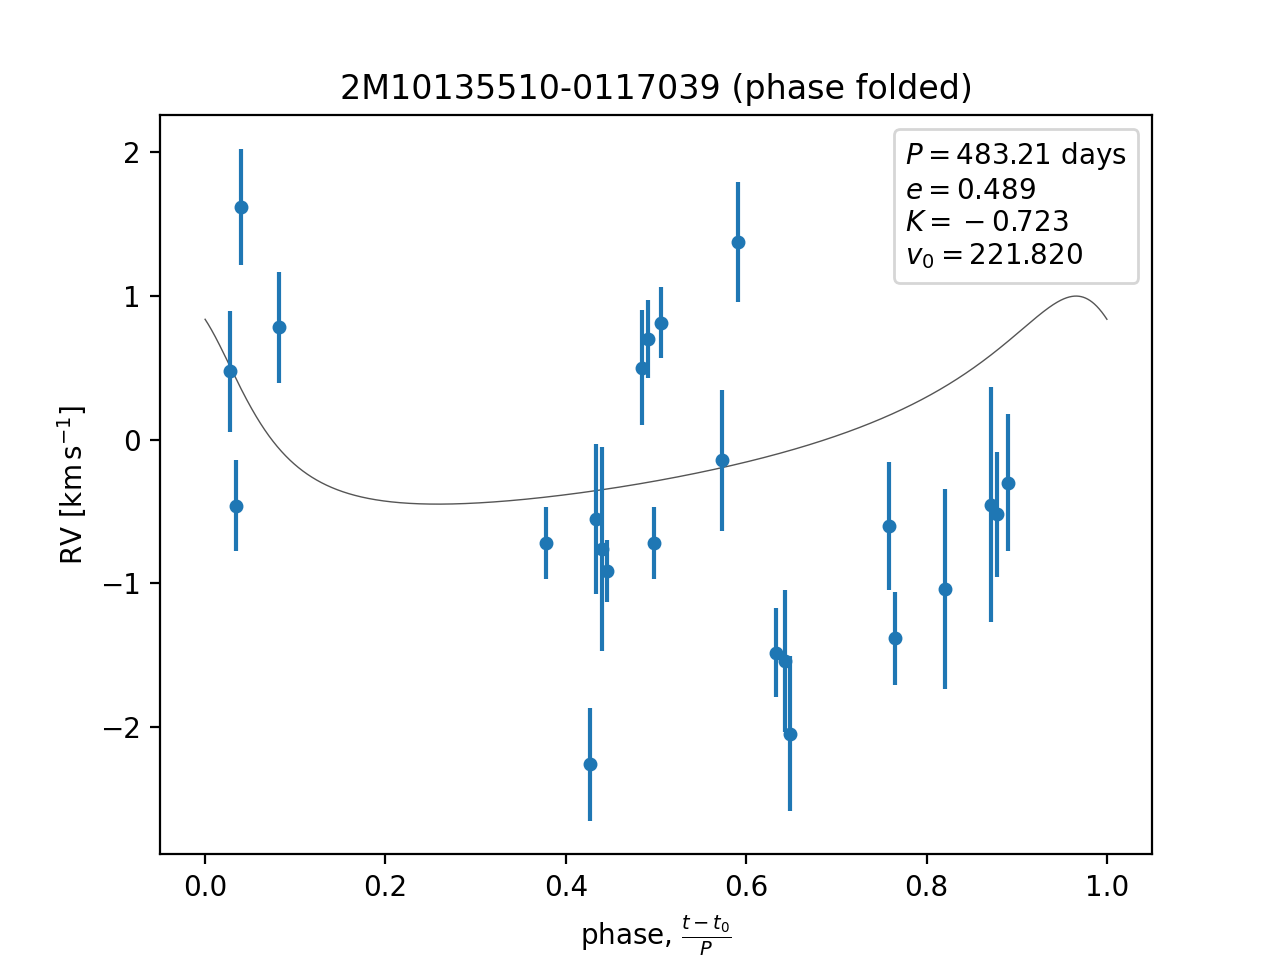 2M10135510-0117039 (phase folded)
P = 483.21 days
e = 0.489
K = −0.723
v₀ = 221.820
2
1
0
−1
−2
RV [km s⁻¹]
0.0 0.2 0.4 0.6 0.8 1.0
phase, (t − t₀)/P